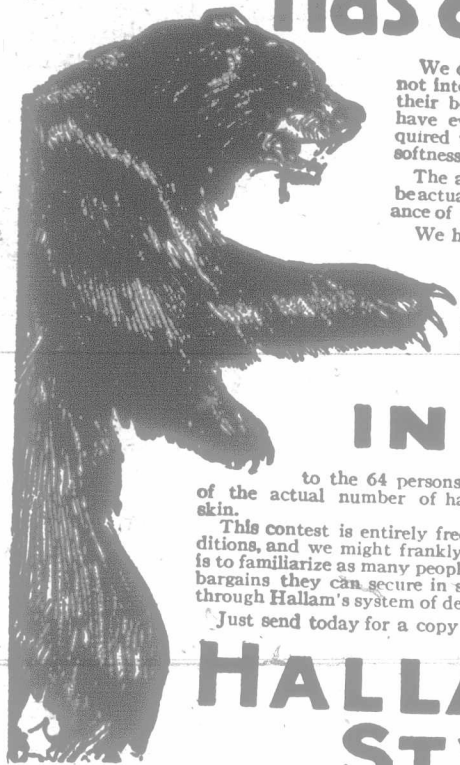 Has
We
not
their
have
quired
softness
The
be actua
ance of
We h
IN
to the 64 persons
of the actual number of ha
skin.
This contest is entirely free
ditions, and we might frankly
is to familiarize as many peopl
bargains they can secure in s
through Hallam's system of de
Just send today for a copy
HALLA
ST